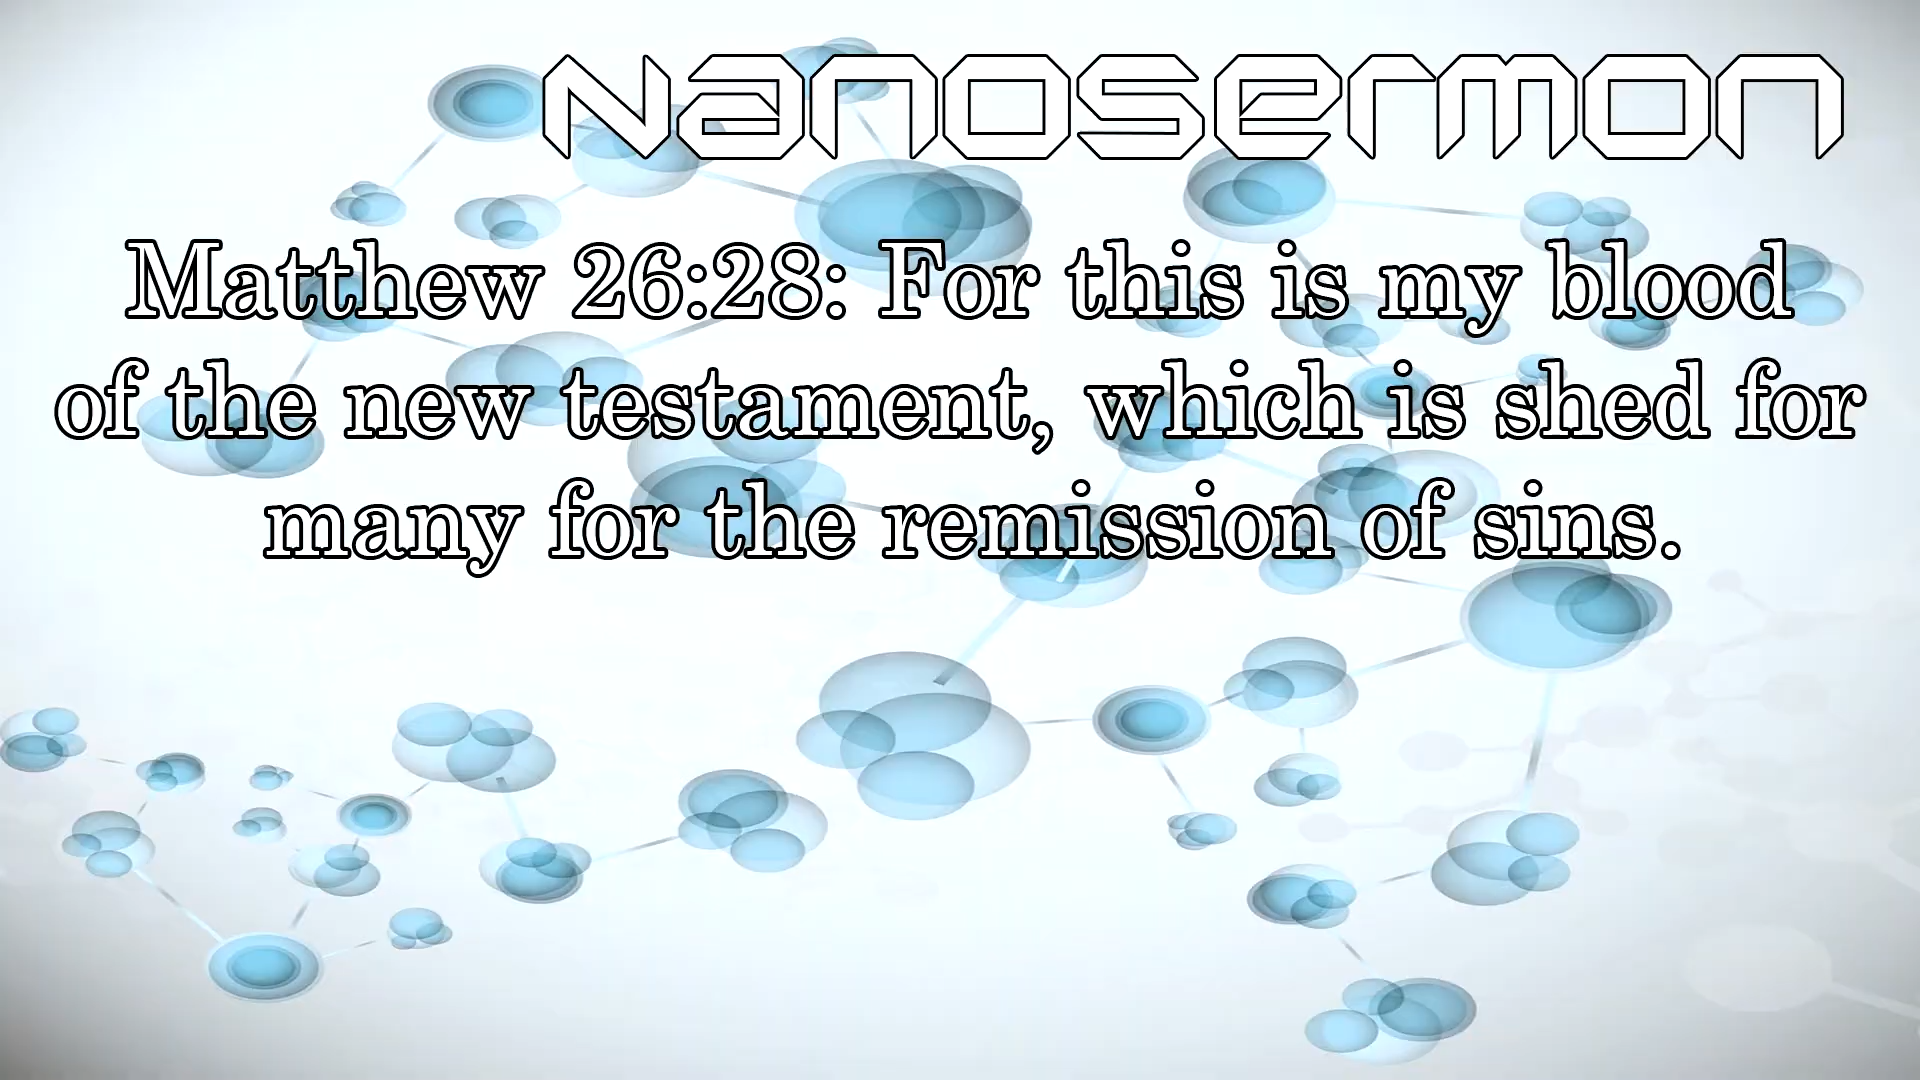 Nanosermon
Matthew 26:28: For this is my blood
of the new testament, which is shed for
many for the remission of sins.